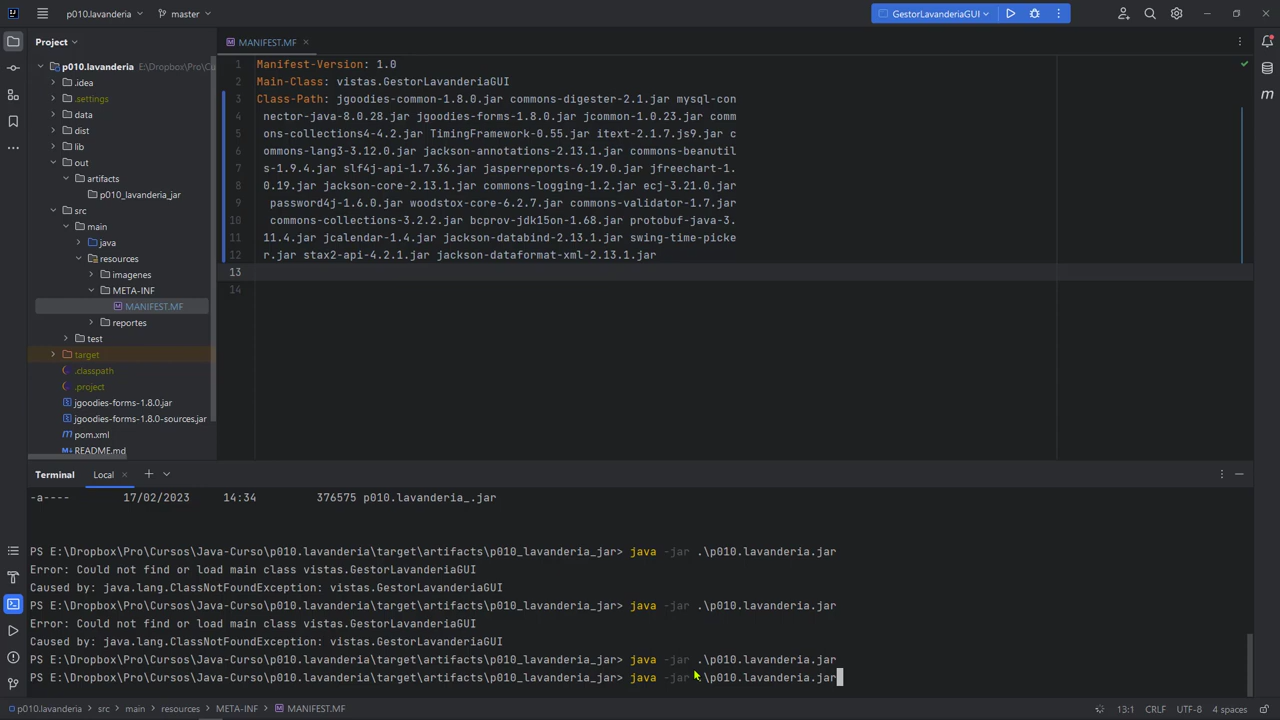 p010.lavanderia
master
GestorLavanderiaGUI
Project
MANIFEST.MF
p010.lavanderia E:\Dropbox\Pro\Cu
.idea
.settings
data
dist
lib
out
artifacts
p010_lavanderia_jar
src
main
java
resources
imagenes
META-INF
MANIFEST.MF
reportes
test
target
.classpath
.project
jgoodies-forms-1.8.0.jar
jgoodies-forms-1.8.0-sources.jar
pom.xml
README.md
1 Manifest-Version: 1.0
2 Main-Class: vistas.GestorLavanderiaGUI
3 Class-Path: jgoodies-common-1.8.0.jar commons-digester-2.1.jar mysql-con
4 nector-java-8.0.28.jar jgoodies-forms-1.8.0.jar jcommon-1.0.23.jar comm
5 ons-collections4-4.2.jar TimingFramework-0.55.jar itext-2.1.7.js9.jar c
6 ommons-lang3-3.12.0.jar jackson-annotations-2.13.1.jar commons-beanutil
7 s-1.9.4.jar slf4j-api-1.7.36.jar jasperreports-6.19.0.jar jfreechart-1.
8 0.19.jar jackson-core-2.13.1.jar commons-logging-1.2.jar ecj-3.21.0.jar
9 password4j-1.6.0.jar woodstox-core-6.2.7.jar commons-validator-1.7.jar
10 commons-collections-3.2.2.jar bcprov-jdk15on-1.68.jar protobuf-java-3.
11 11.4.jar jcalendar-1.4.jar jackson-databind-2.13.1.jar swing-time-picke
12 r.jar stax2-api-4.2.1.jar jackson-dataformat-xml-2.13.1.jar
13
14
Terminal Local
-a---- 17/02/2023 14:34 376575 p010.lavanderia_.jar
PS E:\Dropbox\Pro\Cursos\Java-Curso\p010.lavanderia\target\artifacts\p010_lavanderia_jar> java -jar .\p010.lavanderia.jar
Error: Could not find or load main class vistas.GestorLavanderiaGUI
Caused by: java.lang.ClassNotFoundException: vistas.GestorLavanderiaGUI
PS E:\Dropbox\Pro\Cursos\Java-Curso\p010.lavanderia\target\artifacts\p010_lavanderia_jar> java -jar .\p010.lavanderia.jar
Error: Could not find or load main class vistas.GestorLavanderiaGUI
Caused by: java.lang.ClassNotFoundException: vistas.GestorLavanderiaGUI
PS E:\Dropbox\Pro\Cursos\Java-Curso\p010.lavanderia\target\artifacts\p010_lavanderia_jar> java -jar .\p010.lavanderia.jar
PS E:\Dropbox\Pro\Cursos\Java-Curso\p010.lavanderia\target\artifacts\p010_lavanderia_jar> java -jar .\p010.lavanderia.jar
p010.lavanderia > src > main > resources > META-INF > MANIFEST.MF
13:1 CRLF UTF-8 4 spaces